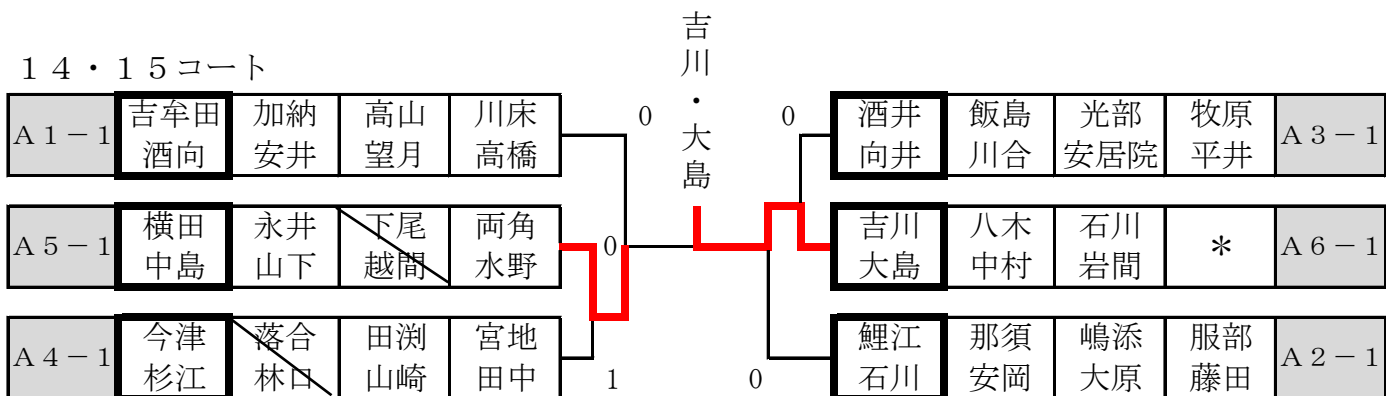 吉川・大島
14・15コート
A1-1 吉牟田 加納 高山 川床 0 0 酒井 飯島 光部 牧原 A3-1
酒向 安井 望月 高橋 向井 川合 安居院 平井
A5-1 横田 永井 下尾 両角 0 吉川 八木 石川 * A6-1
中島 山下 越間 水野 大島 中村 岩間
A4-1 今津 落合 田渕 宮地 1 0 鯉江 那須 嶋添 服部 A2-1
杉江 林口 山崎 田中 石川 安岡 大原 藤田